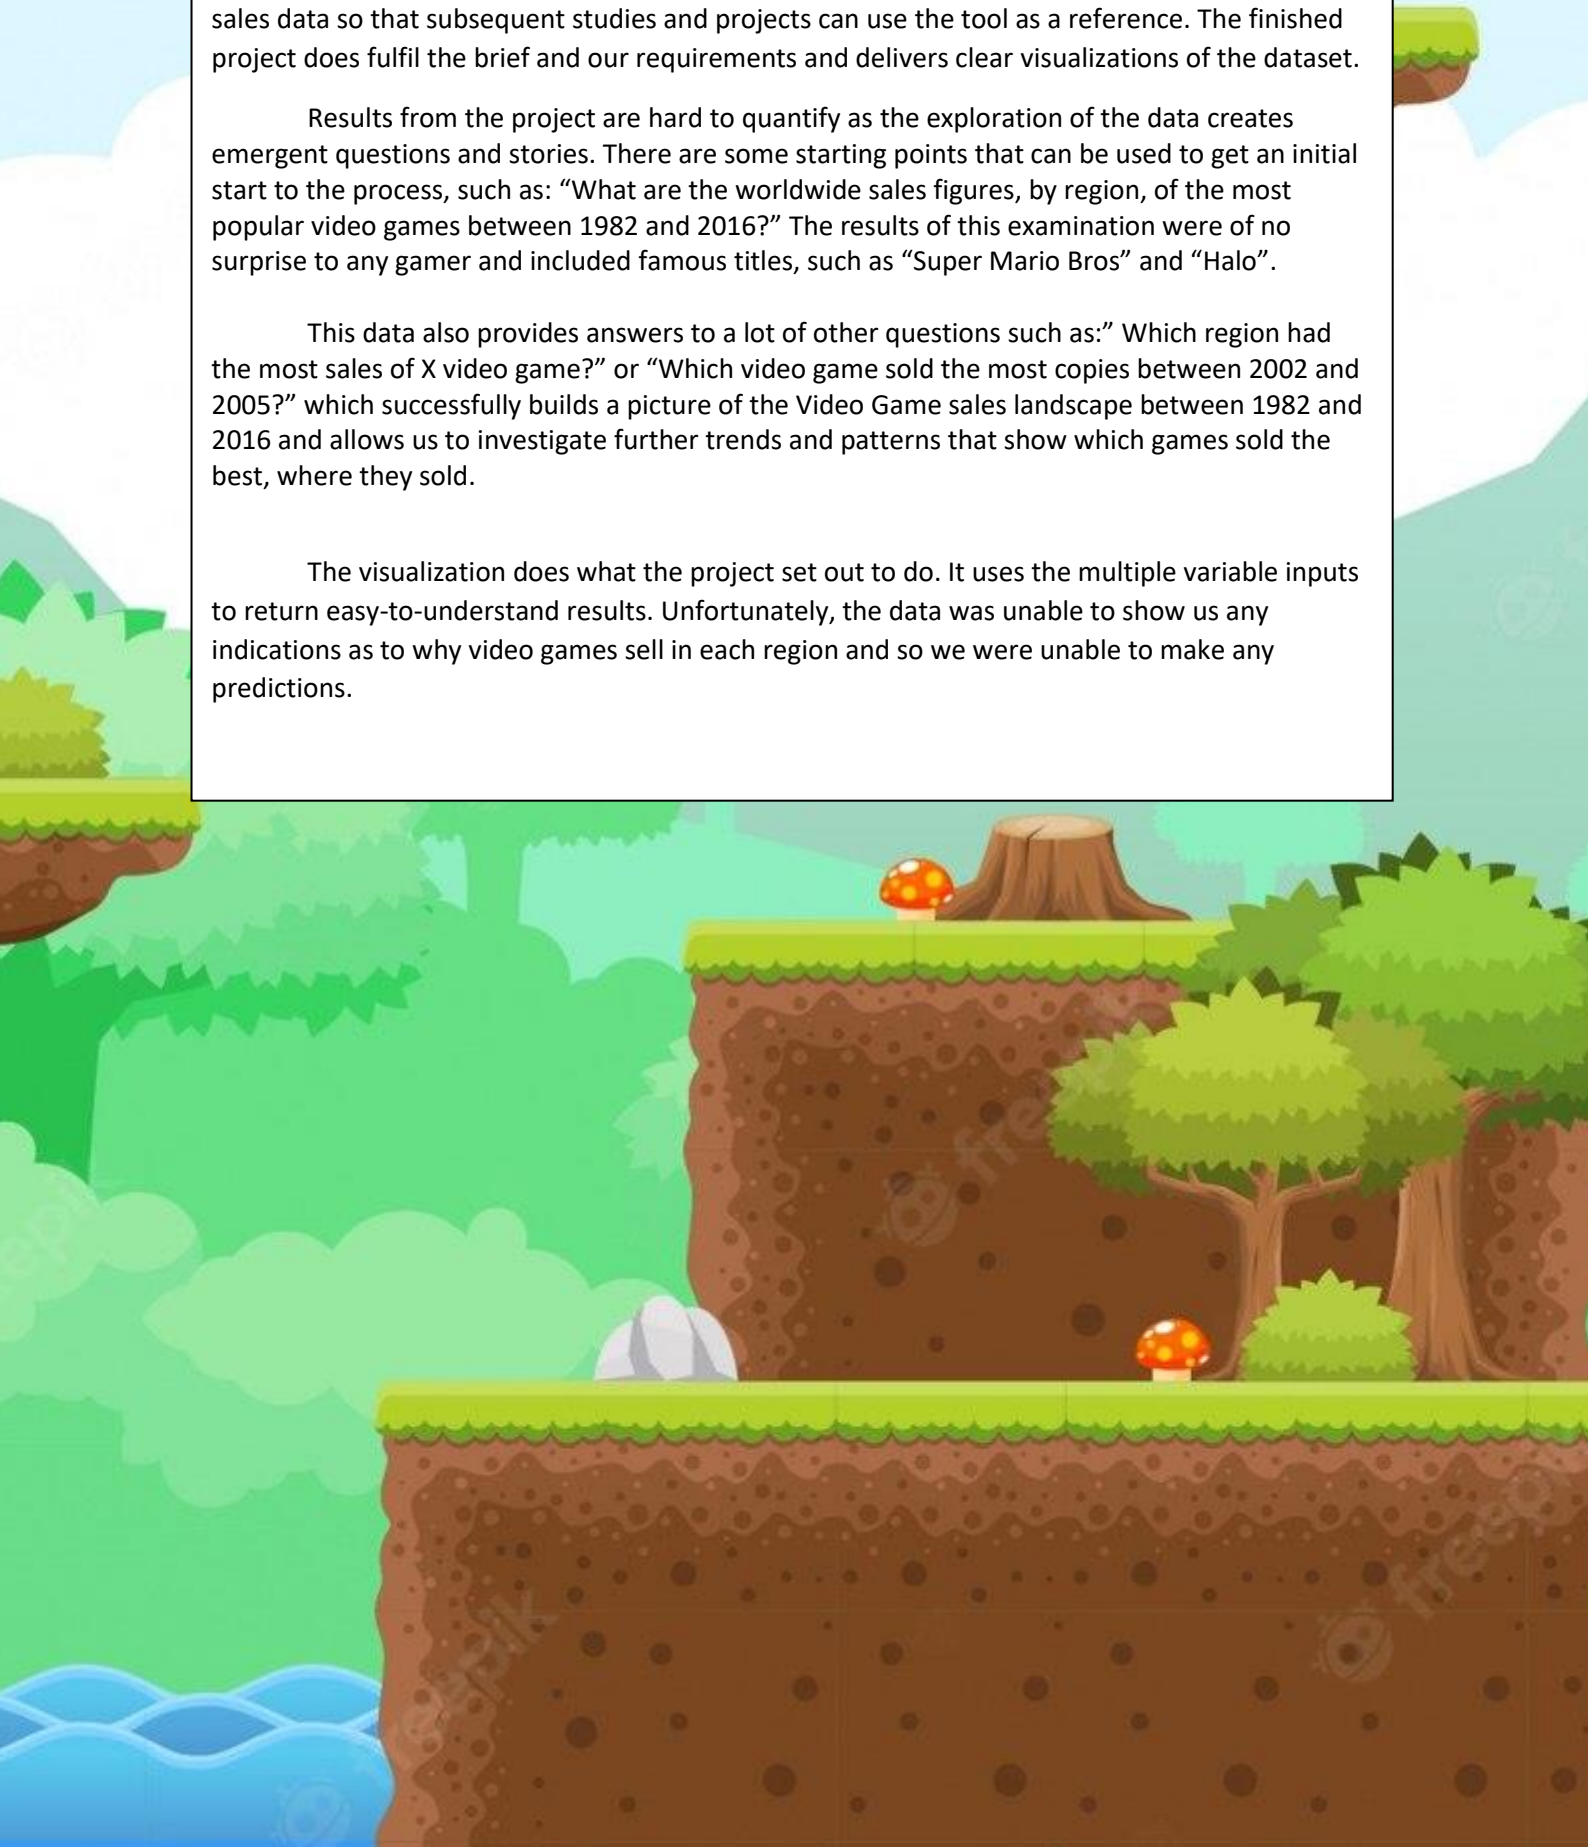 sales data so that subsequent studies and projects can use the tool as a reference. The finished
project does fulfil the brief and our requirements and delivers clear visualizations of the dataset.
Results from the project are hard to quantify as the exploration of the data creates
emergent questions and stories. There are some starting points that can be used to get an initial
start to the process, such as: “What are the worldwide sales figures, by region, of the most
popular video games between 1982 and 2016?” The results of this examination were of no
surprise to any gamer and included famous titles, such as “Super Mario Bros” and “Halo”.
This data also provides answers to a lot of other questions such as:” Which region had
the most sales of X video game?” or “Which video game sold the most copies between 2002 and
2005?” which successfully builds a picture of the Video Game sales landscape between 1982 and
2016 and allows us to investigate further trends and patterns that show which games sold the
best, where they sold.
The visualization does what the project set out to do. It uses the multiple variable inputs
to return easy-to-understand results. Unfortunately, the data was unable to show us any
indications as to why video games sell in each region and so we were unable to make any
predictions.
freepik